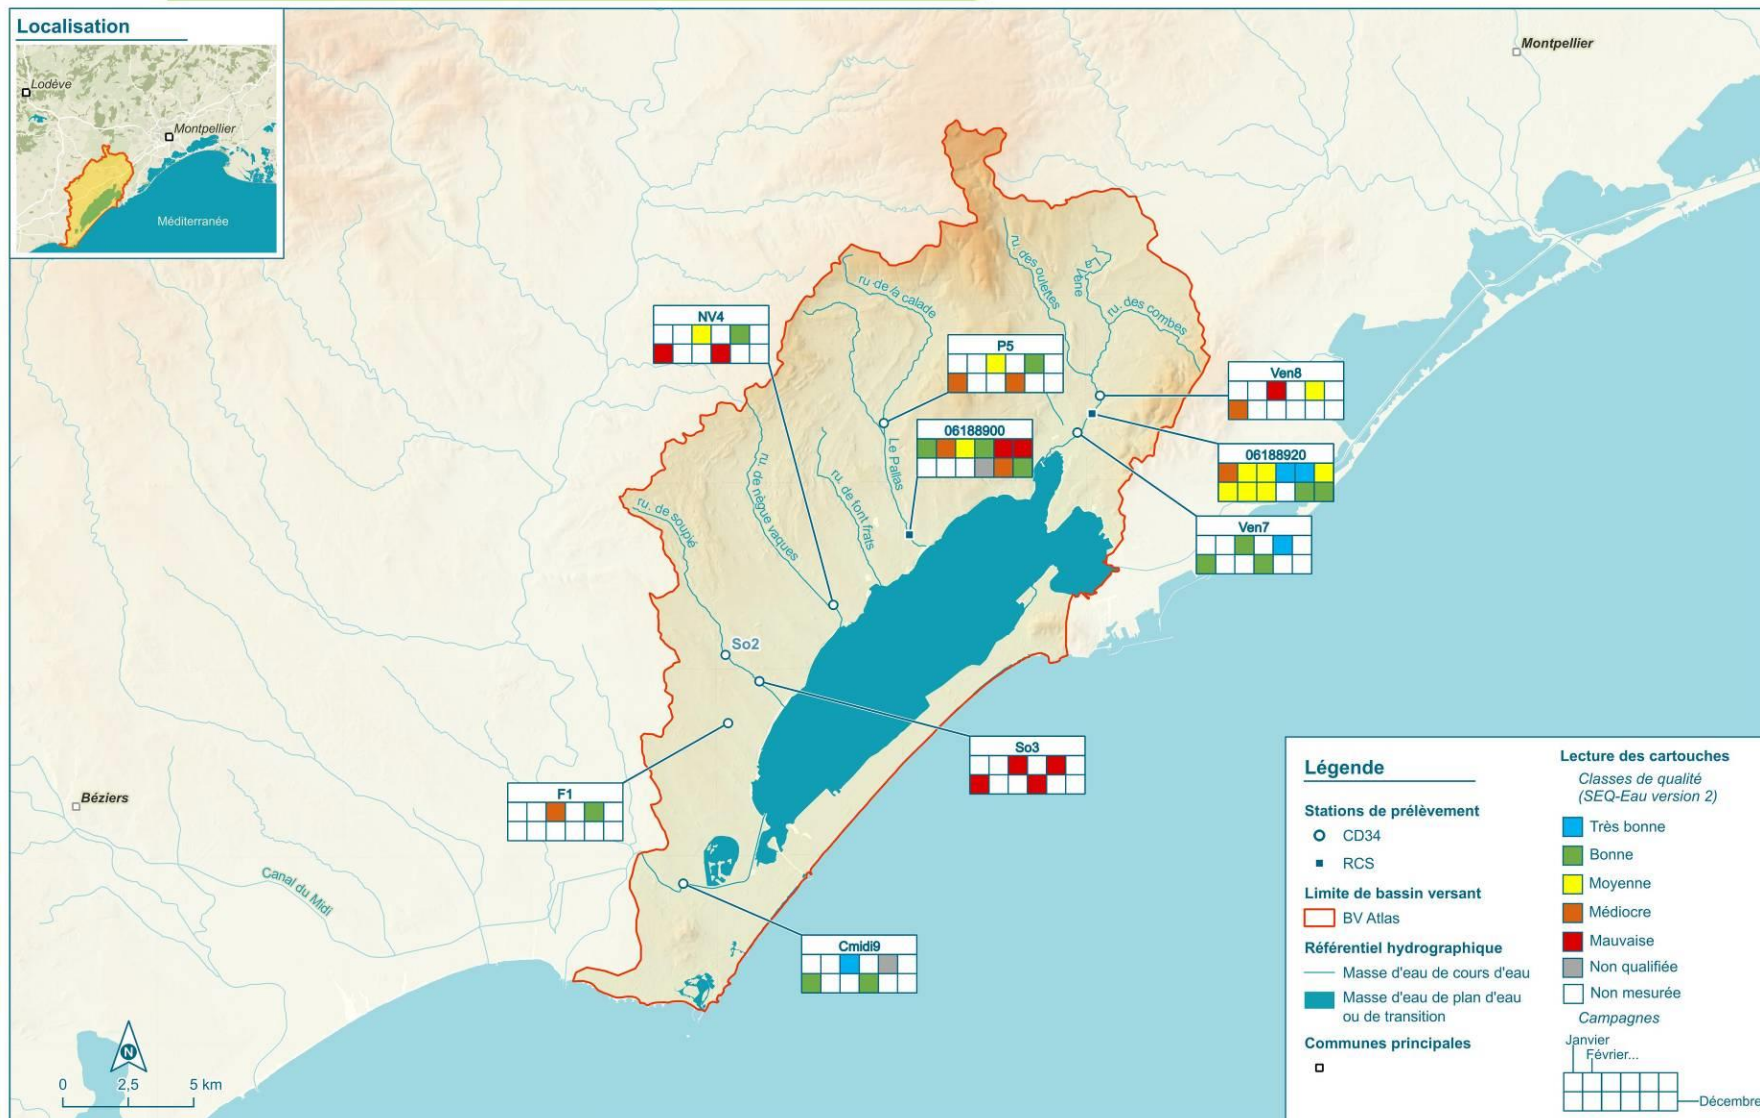 Localisation
Lodève
Montpellier
Méditerranée
Montpellier
ru. des oulettes
La Vène
ru. de la calade
ru. des combes
NV4
P5
Ven8
06188900
06188920
Le Pallas
ru. de font frats
ru. de nègue vaques
ru. de soupié
Ven7
So2
So3
F1
Béziers
Canal du Midi
Cmidi9
N
0 2,5 5 km
Légende
Stations de prélèvement
CD34
RCS
Limite de bassin versant
BV Atlas
Référentiel hydrographique
Masse d'eau de cours d'eau
Masse d'eau de plan d'eau
ou de transition
Communes principales
Lecture des cartouches
Classes de qualité
(SEQ-Eau version 2)
Très bonne
Bonne
Moyenne
Médiocre
Mauvaise
Non qualifiée
Non mesurée
Campagnes
Janvier
Février...
Décembre